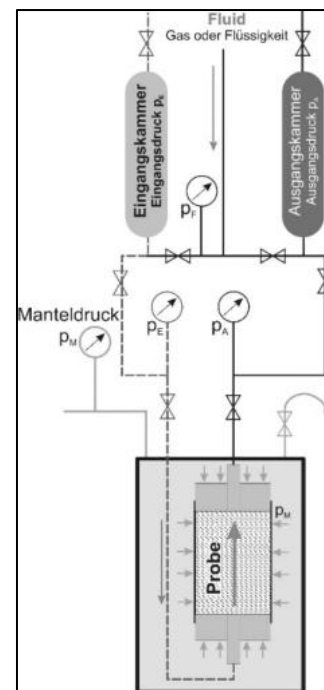 Fluid
Gas oder Flüssigkeit
Eingangskammer
Eingangsdruck pE
Ausgangskammer
Ausgangsdruck pA
pF
Manteldruck
pM
pE
pA
pM
Probe